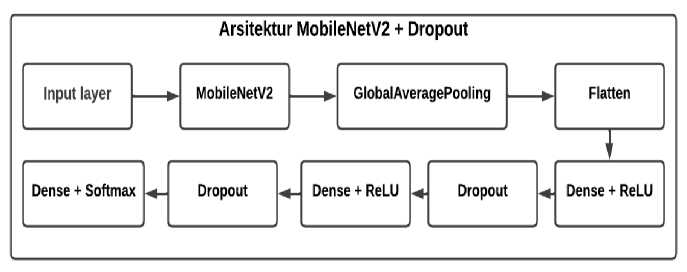 Arsitektur MobileNetV2 + Dropout
Input layer
MobileNetV2
GlobalAveragePooling
Flatten
Dense + ReLU
Dropout
Dense + ReLU
Dropout
Dense + Softmax